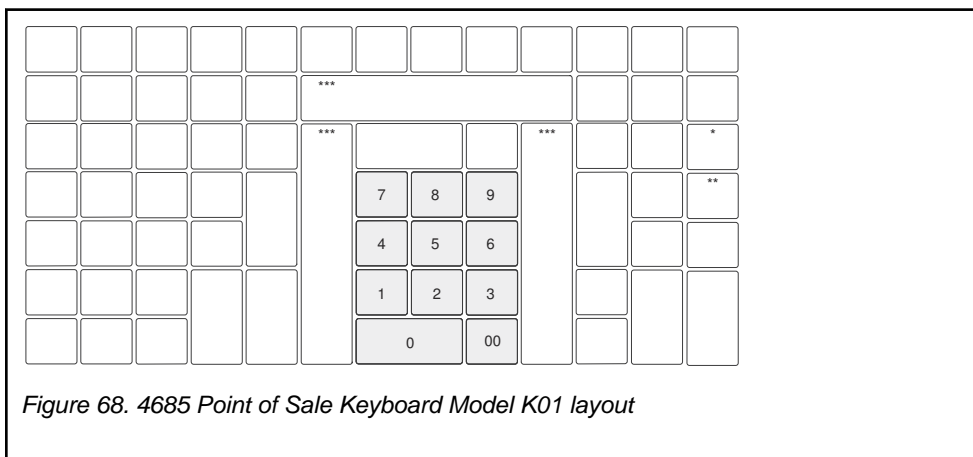 ***
*** *** *
7 8 9 **
4 5 6
1 2 3
0 00
Figure 68. 4685 Point of Sale Keyboard Model K01 layout